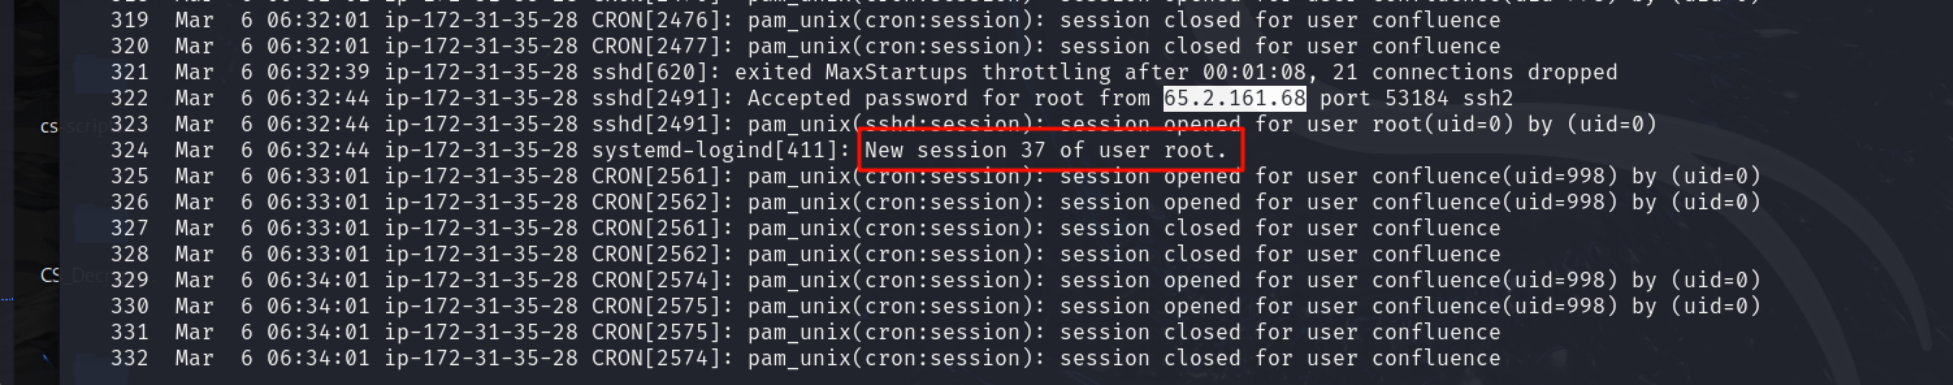 319 Mar 6 06:32:01 ip-172-31-35-28 CRON[2476]: pam_unix(cron:session): session closed for user confluence
320 Mar 6 06:32:01 ip-172-31-35-28 CRON[2477]: pam_unix(cron:session): session closed for user confluence
321 Mar 6 06:32:39 ip-172-31-35-28 sshd[620]: exited MaxStartups throttling after 00:01:08, 21 connections dropped
322 Mar 6 06:32:44 ip-172-31-35-28 sshd[2491]: Accepted password for root from 65.2.161.68 port 53184 ssh2
cs-script
323 Mar 6 06:32:44 ip-172-31-35-28 sshd[2491]: pam_unix(sshd:session): session opened for user root(uid=0) by (uid=0)
324 Mar 6 06:32:44 ip-172-31-35-28 systemd-logind[411]: New session 37 of user root.
325 Mar 6 06:33:01 ip-172-31-35-28 CRON[2561]: pam_unix(cron:session): session opened for user confluence(uid=998) by (uid=0)
326 Mar 6 06:33:01 ip-172-31-35-28 CRON[2562]: pam_unix(cron:session): session opened for user confluence(uid=998) by (uid=0)
327 Mar 6 06:33:01 ip-172-31-35-28 CRON[2561]: pam_unix(cron:session): session closed for user confluence
328 Mar 6 06:33:01 ip-172-31-35-28 CRON[2562]: pam_unix(cron:session): session closed for user confluence
CS
329 Mar 6 06:34:01 ip-172-31-35-28 CRON[2574]: pam_unix(cron:session): session opened for user confluence(uid=998) by (uid=0)
330 Mar 6 06:34:01 ip-172-31-35-28 CRON[2575]: pam_unix(cron:session): session opened for user confluence(uid=998) by (uid=0)
331 Mar 6 06:34:01 ip-172-31-35-28 CRON[2575]: pam_unix(cron:session): session closed for user confluence
332 Mar 6 06:34:01 ip-172-31-35-28 CRON[2574]: pam_unix(cron:session): session closed for user confluence